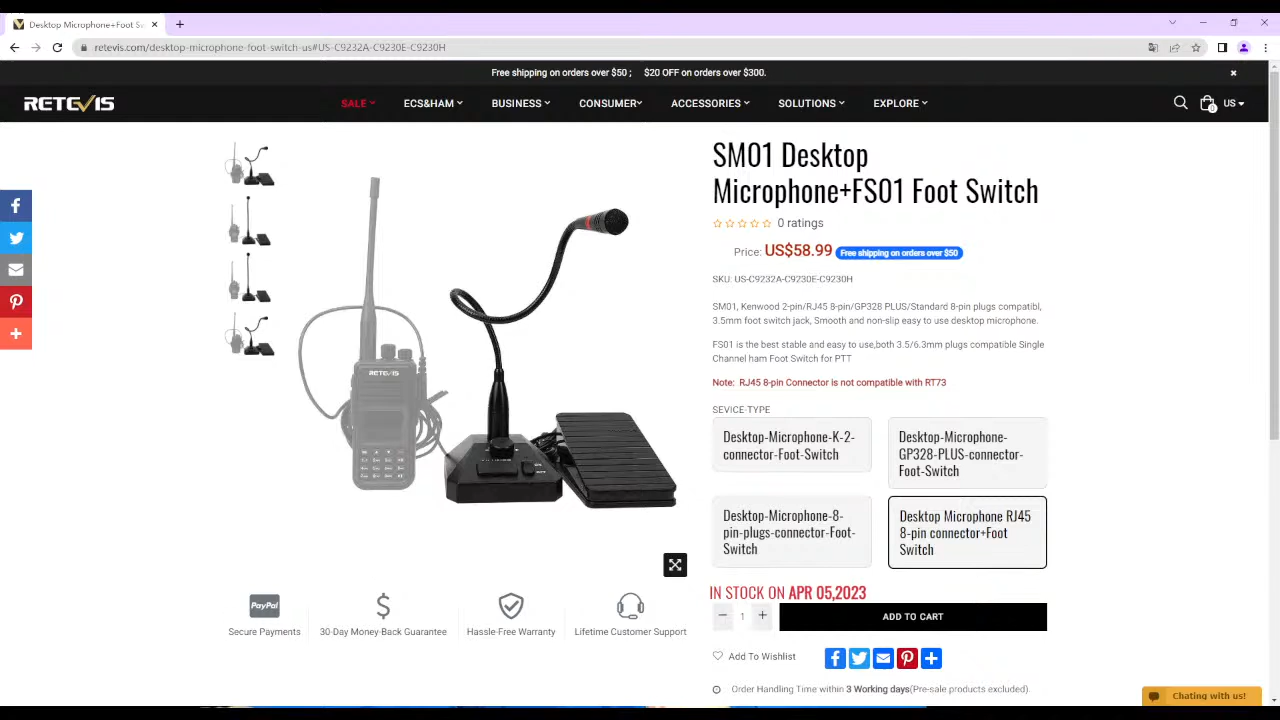 Desktop Microphone+Foot Sw
retevis.com/desktop-microphone-foot-switch-us#US-C9232A-C9230E-C9230H
Free shipping on orders over $50 ; $20 OFF on orders over $300.
RETEVIS
SALE
ECS&HAM
BUSINESS
CONSUMER
ACCESSORIES
SOLUTIONS
EXPLORE
0
US
SM01 Desktop
Microphone+FS01 Foot Switch
0 ratings
Price: US$58.99 Free shipping on orders over $50
SKU: US-C9232A-C9230E-C9230H
SM01, Kenwood 2-pin/RJ45 8-pin/GP328 PLUS/Standard 8-pin plugs compatibl,
3.5mm foot switch jack, Smooth and non-slip easy to use desktop microphone.
FS01 is the best stable and easy to use,both 3.5/6.3mm plugs compatible Single
Channel ham Foot Switch for PTT
Note: RJ45 8-pin Connector is not compatible with RT73
SEVICE-TYPE
Desktop-Microphone-K-2-
connector-Foot-Switch
Desktop-Microphone-
GP328-PLUS-connector-
Foot-Switch
Desktop-Microphone-8-
pin-plugs-connector-Foot-
Switch
Desktop Microphone RJ45
8-pin connector+Foot
Switch
RETEVIS
IN STOCK ON APR 05,2023
1
ADD TO CART
PayPal
Secure Payments
30-Day Money-Back Guarantee
Hassle-Free Warranty
Lifetime Customer Support
Add To Wishlist
Order Handling Time within 3 Working days(Pre-sale products excluded).
Chating with us!